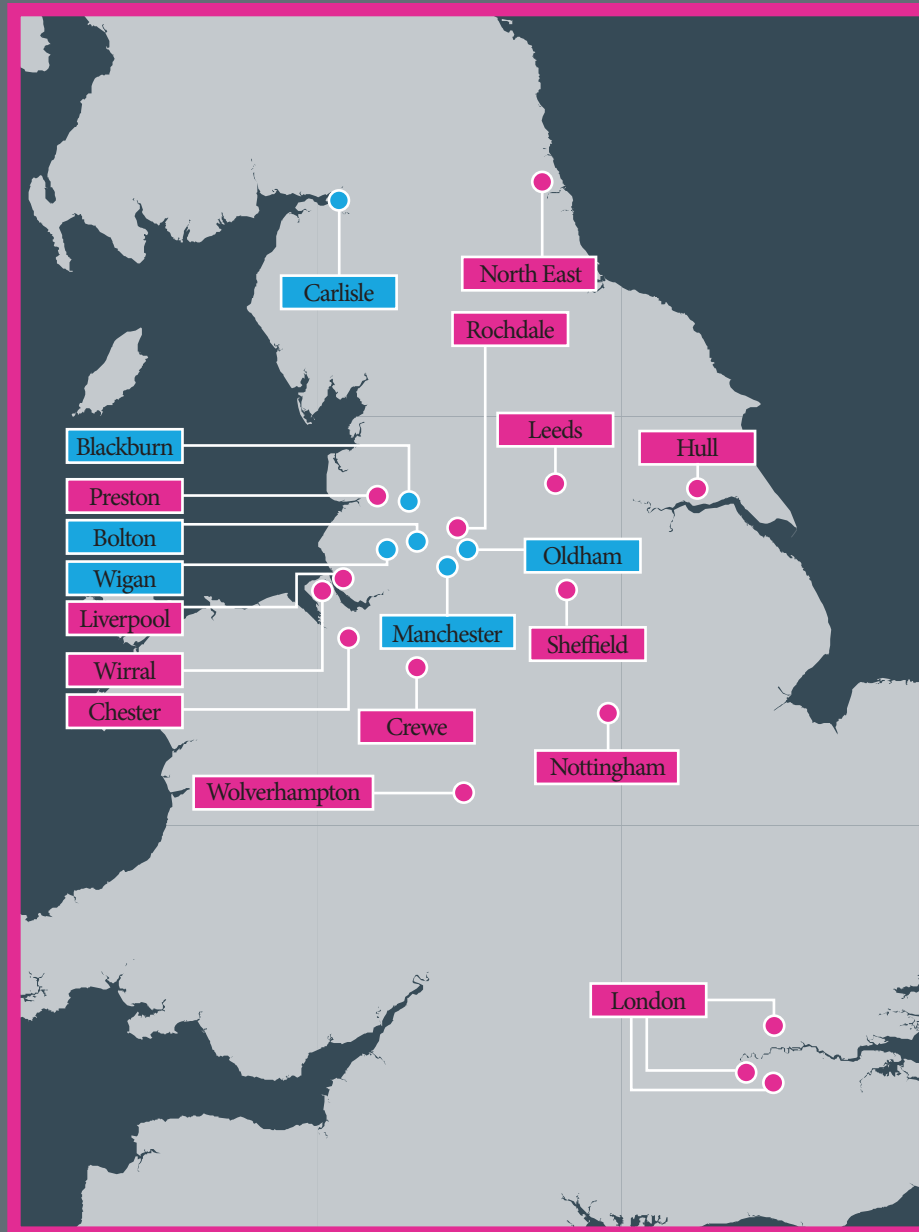 North East
Carlisle
Rochdale
Leeds
Hull
Blackburn
Preston
Bolton
Wigan
Oldham
Liverpool
Manchester
Sheffield
Wirral
Chester
Crewe
Nottingham
Wolverhampton
London